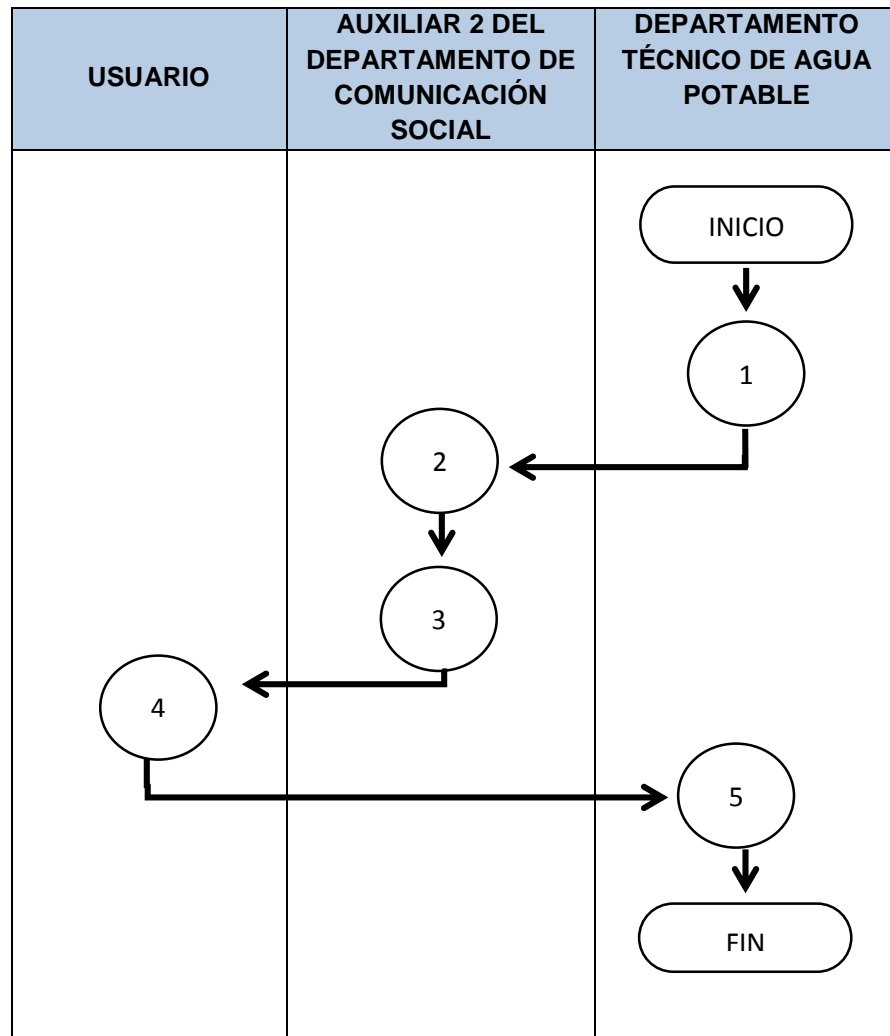 USUARIO
AUXILIAR 2 DEL
DEPARTAMENTO DE
COMUNICACIÓN
SOCIAL
DEPARTAMENTO
TÉCNICO DE AGUA
POTABLE
INICIO
1
2
3
4
5
FIN